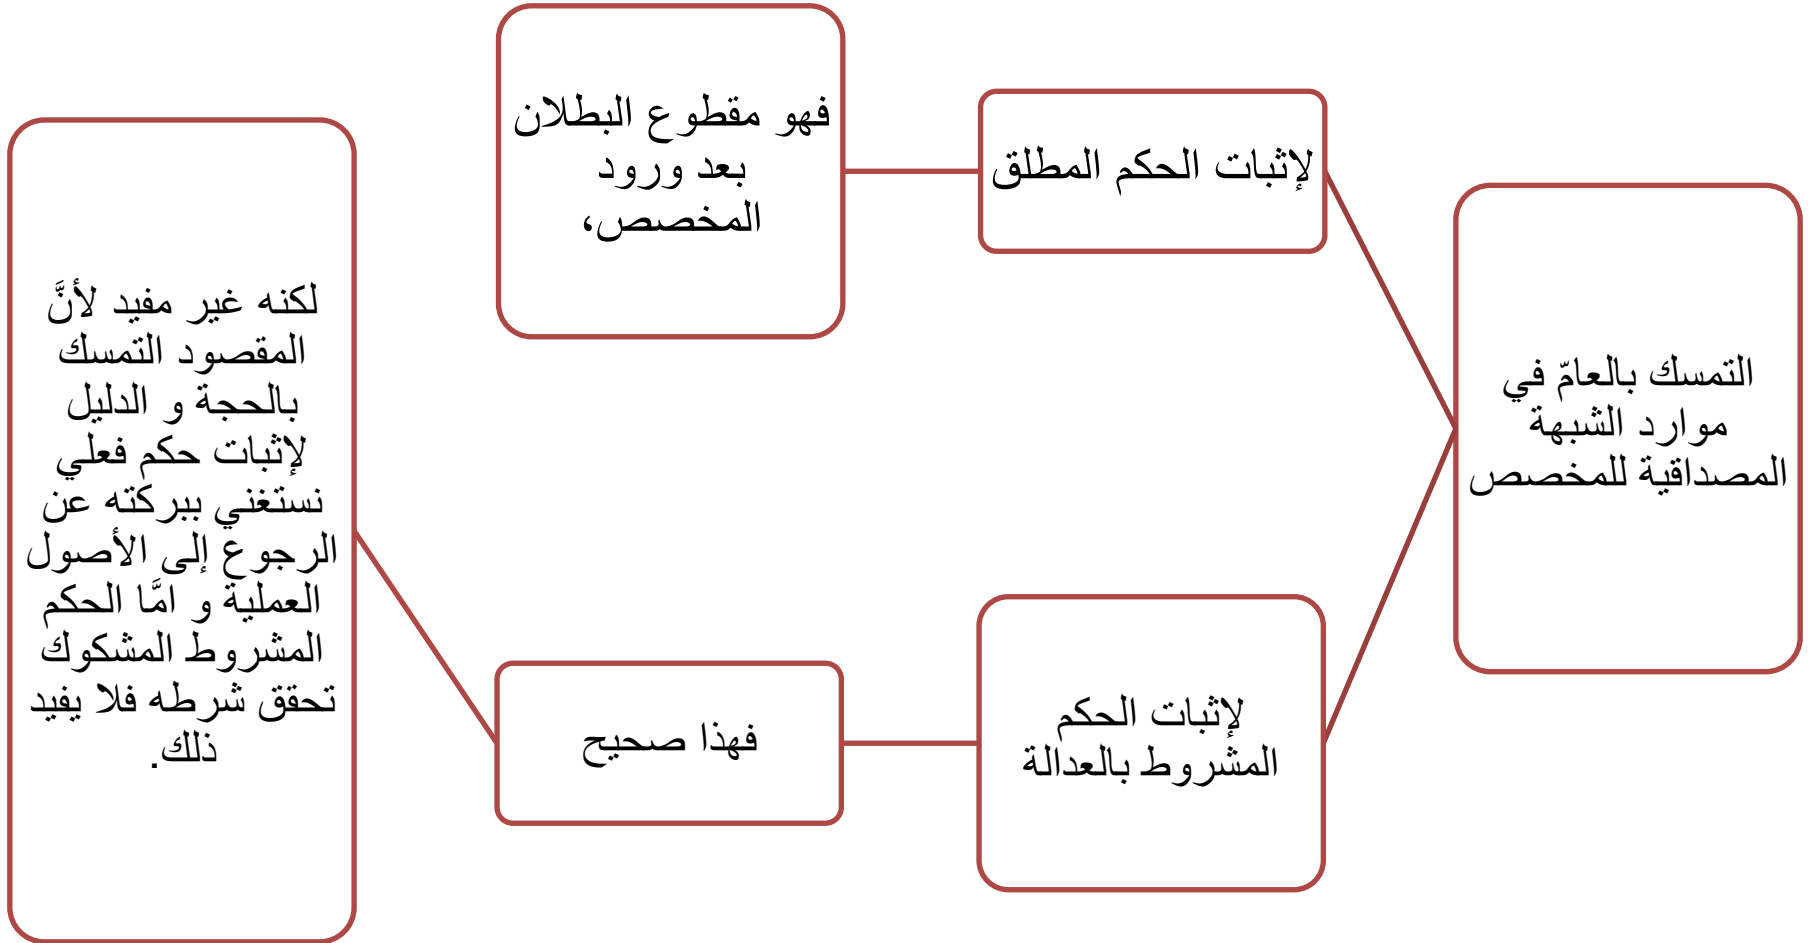 التمسك بالعامّ في
موارد الشبهة
المصداقية للمخصص
لإثبات الحكم المطلق
فهو مقطوع البطلان
بعد ورود
المخصص،
لإثبات الحكم
المشروط بالعدالة
فهذا صحيح
لكنه غير مفيد لأنَّ
المقصود التمسك
بالحجة و الدليل
لإثبات حكم فعلي
نستغني ببركته عن
الرجوع إلى الأصول
العملية و امَّا الحكم
المشروط المشكوك
تحقق شرطه فلا يفيد
ذلك.